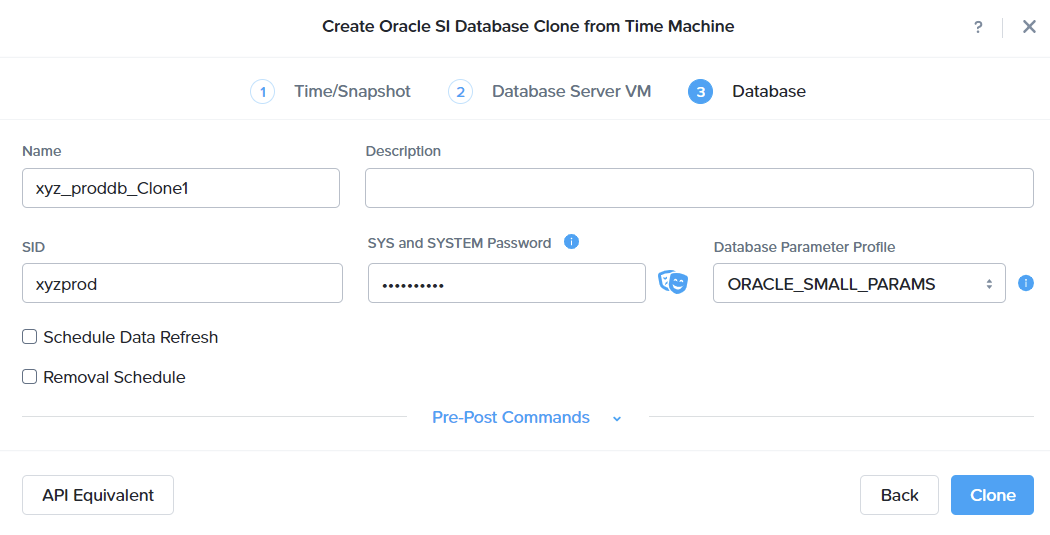 Create Oracle SI Database Clone from Time Machine
?
1 Time/Snapshot 2 Database Server VM 3 Database
Name Description
xyz_proddb_Clone1
SID SYS and SYSTEM Password i Database Parameter Profile
xyzprod •••••••••• ORACLE_SMALL_PARAMS i
Schedule Data Refresh
Removal Schedule
Pre-Post Commands
API Equivalent Back Clone